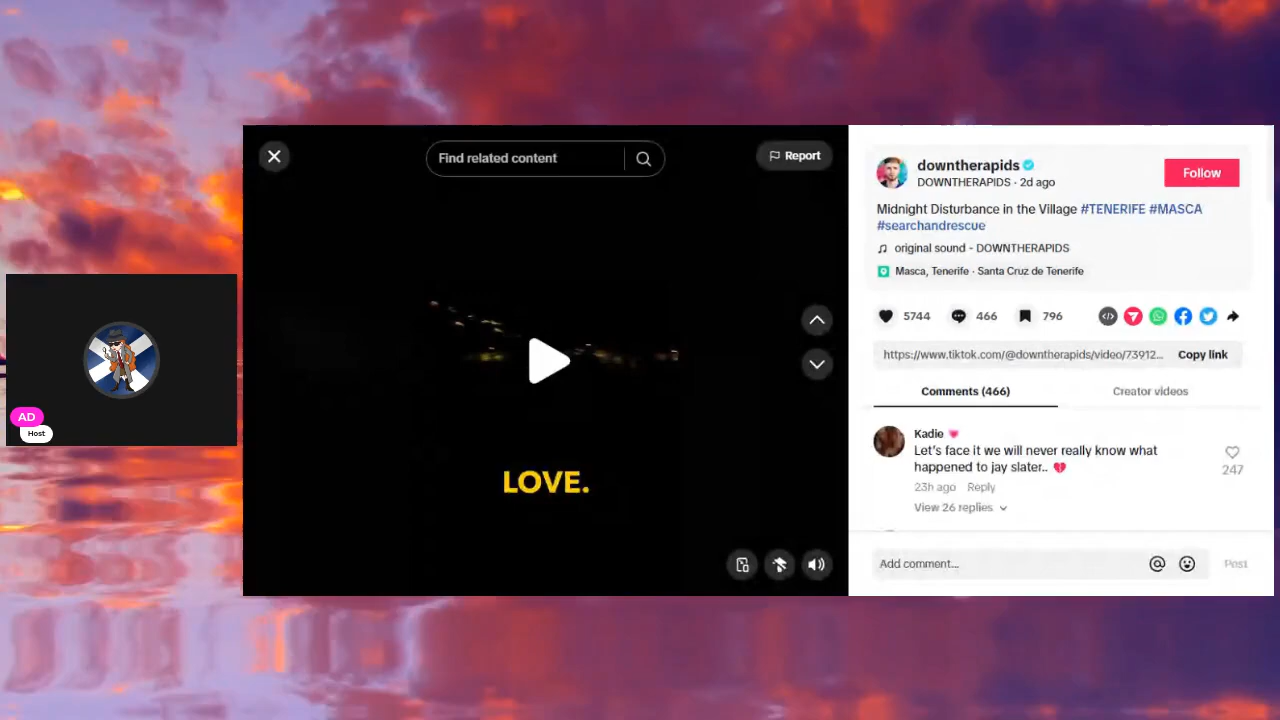 Find related content
Report
LOVE.
AD
Host
downtherapids
DOWNTHERAPIDS · 2d ago
Follow
Midnight Disturbance in the Village #TENERIFE #MASCA
#searchandrescue
original sound - DOWNTHERAPIDS
Masca, Tenerife · Santa Cruz de Tenerife
5744
466
796
https://www.tiktok.com/@downtherapids/video/73912...
Copy link
Comments (466)
Creator videos
Kadie
Let's face it we will never really know what
happened to jay slater..
247
23h ago Reply
View 26 replies
Add comment...
Post